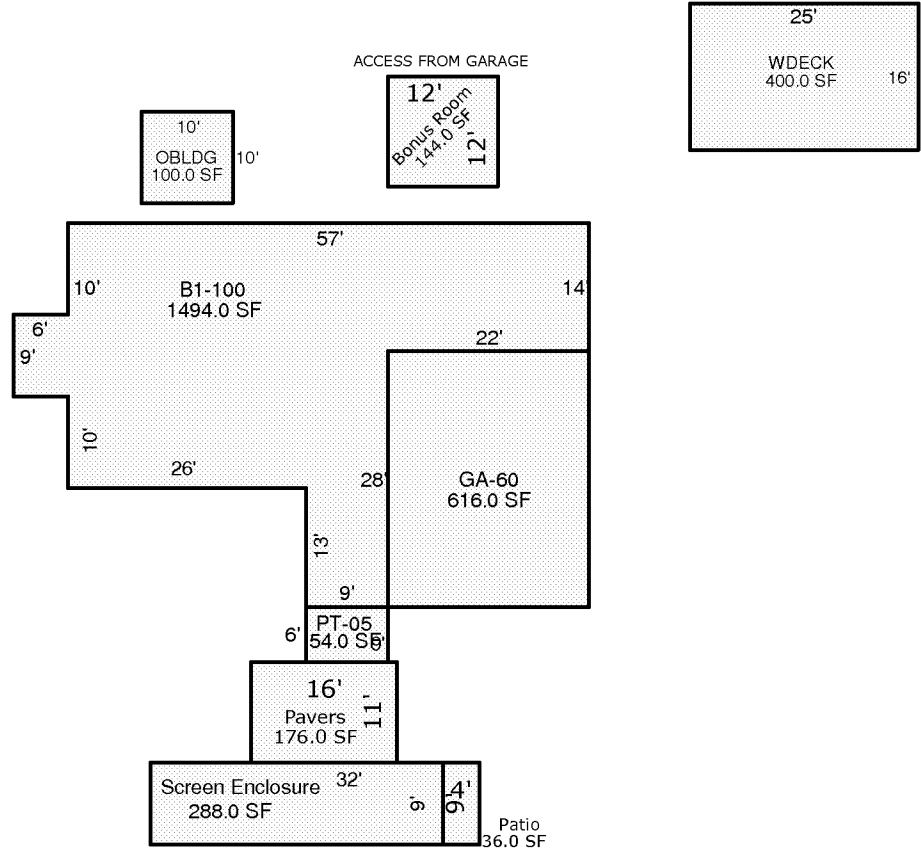 25'
WDECK
400.0 SF
16'
ACCESS FROM GARAGE
12'
Bonus Room
144.0 SF
12'
10'
OBLDG
100.0 SF
10'
57'
10'
B1-100
1494.0 SF
14'
6'
9'
22'
10'
26'
28'
GA-60
616.0 SF
13'
9'
PT-05
54.0 SF
6'
16'
Pavers
176.0 SF
11'
Screen Enclosure
288.0 SF
32'
9'
4'
9'
Patio
36.0 SF